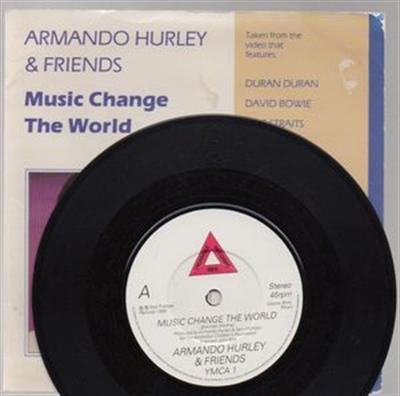 ARMANDO HURLEY
& FRIENDS
Music Change
The World
Taken from the
video that
features:
DURAN DURAN
DAVID BOWIE
STRAITS
A
Stereo
45rpm
MUSIC CHANGE THE WORLD
ARMANDO HURLEY
& FRIENDS
YMCA 1